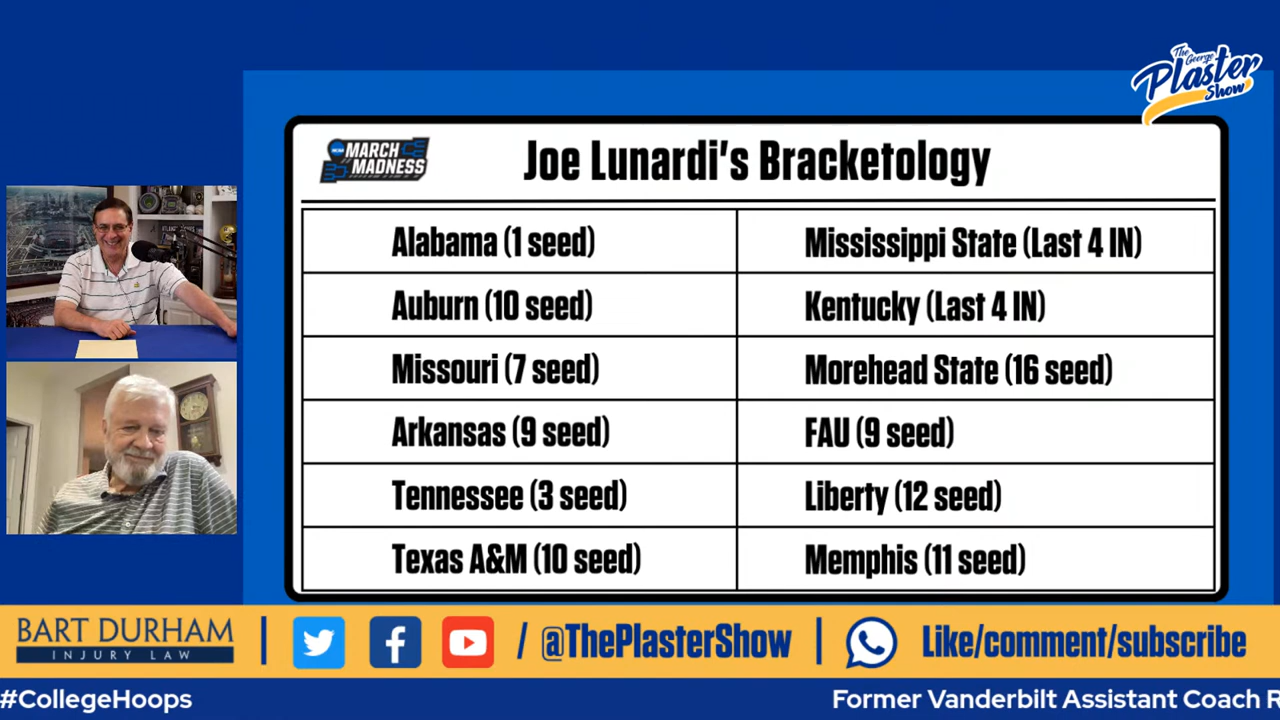 The George
Plaster
Show
NCAA
MARCH
MADNESS
Joe Lunardi's Bracketology
Alabama (1 seed)
Mississippi State (Last 4 IN)
Auburn (10 seed)
Kentucky (Last 4 IN)
Missouri (7 seed)
Morehead State (16 seed)
Arkansas (9 seed)
FAU (9 seed)
Tennessee (3 seed)
Liberty (12 seed)
Texas A&M (10 seed)
Memphis (11 seed)
BART DURHAM
INJURY LAW
| / @ThePlasterShow | Like/comment/subscribe
#CollegeHoops
Former Vanderbilt Assistant Coach R